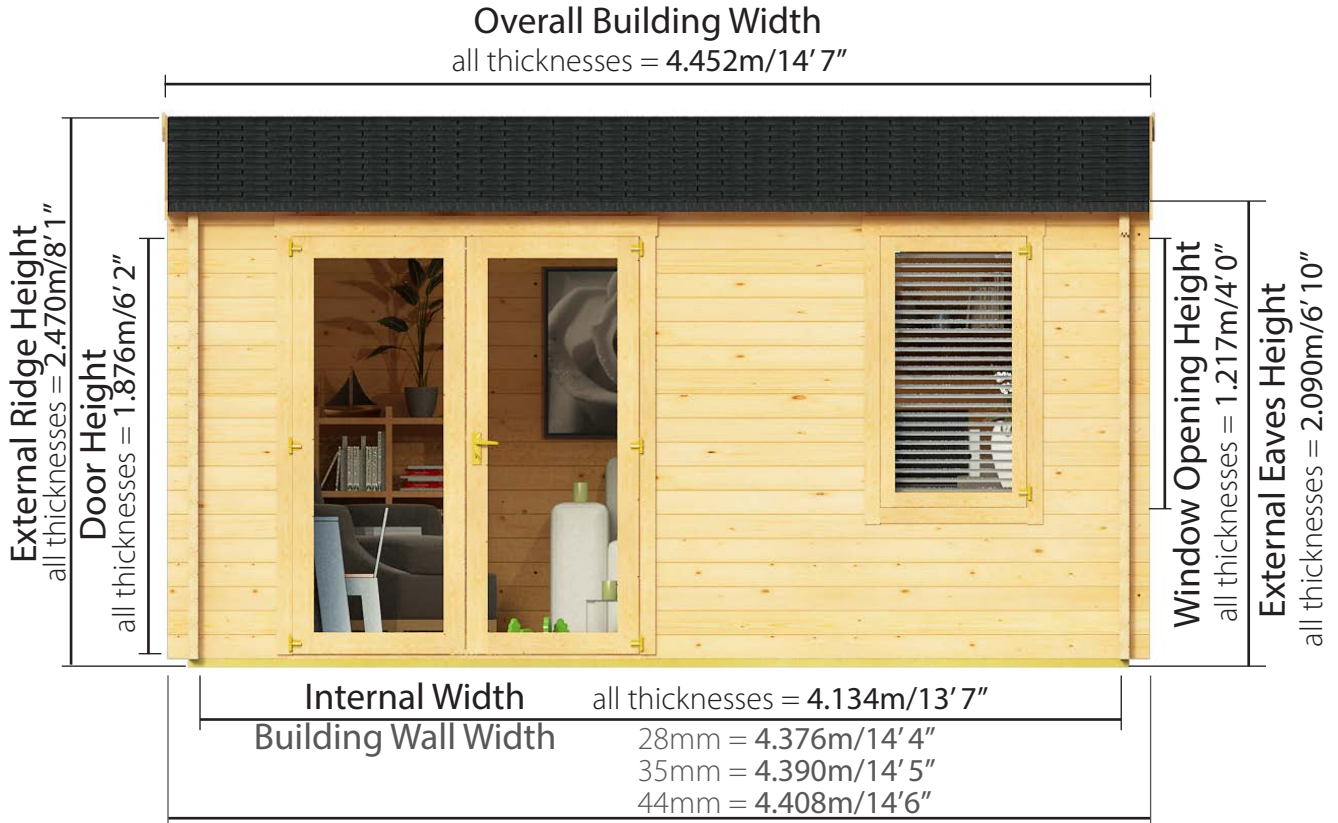 Overall Building Width
all thicknesses = 4.452m/14’ 7”
External Ridge Height
all thicknesses = 2.470m/8’ 1”
Door Height
all thicknesses = 1.876m/6’ 2”
Window Opening Height
all thicknesses = 1.217m/4’ 0”
External Eaves Height
all thicknesses = 2.090m/6’ 10”
Internal Width all thicknesses = 4.134m/13’ 7”
Building Wall Width 28mm = 4.376m/14’ 4”
35mm = 4.390m/14’ 5”
44mm = 4.408m/14’6”